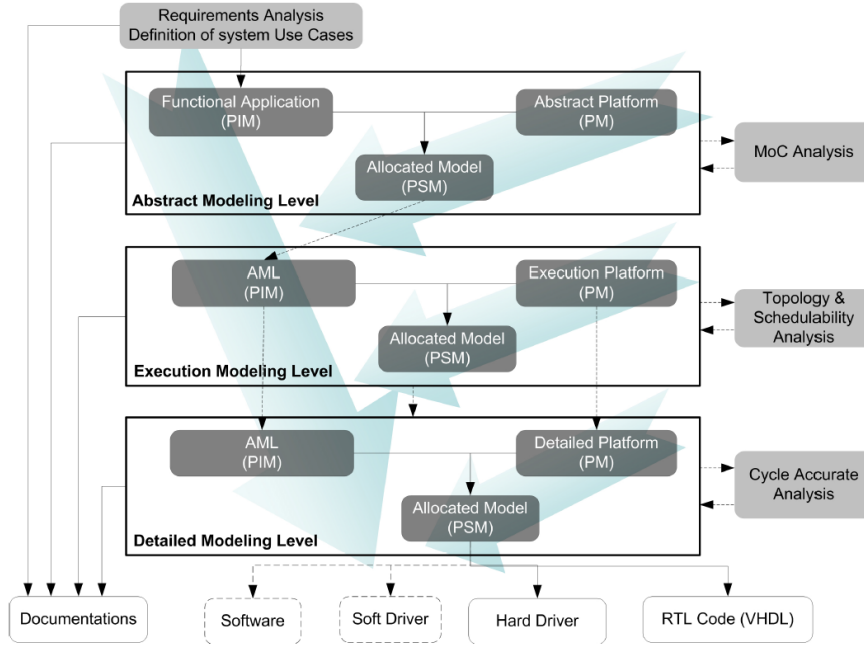 Requirements Analysis
Definition of system Use Cases
Functional Application
(PIM)
Abstract Platform
(PM)
MoC Analysis
Allocated Model
(PSM)
Abstract Modeling Level
AML
(PIM)
Execution Platform
(PM)
Topology &
Schedulability
Analysis
Allocated Model
(PSM)
Execution Modeling Level
AML
(PIM)
Detailed Platform
(PM)
Cycle Accurate
Analysis
Allocated Model
(PSM)
Detailed Modeling Level
Documentations
Software
Soft Driver
Hard Driver
RTL Code (VHDL)